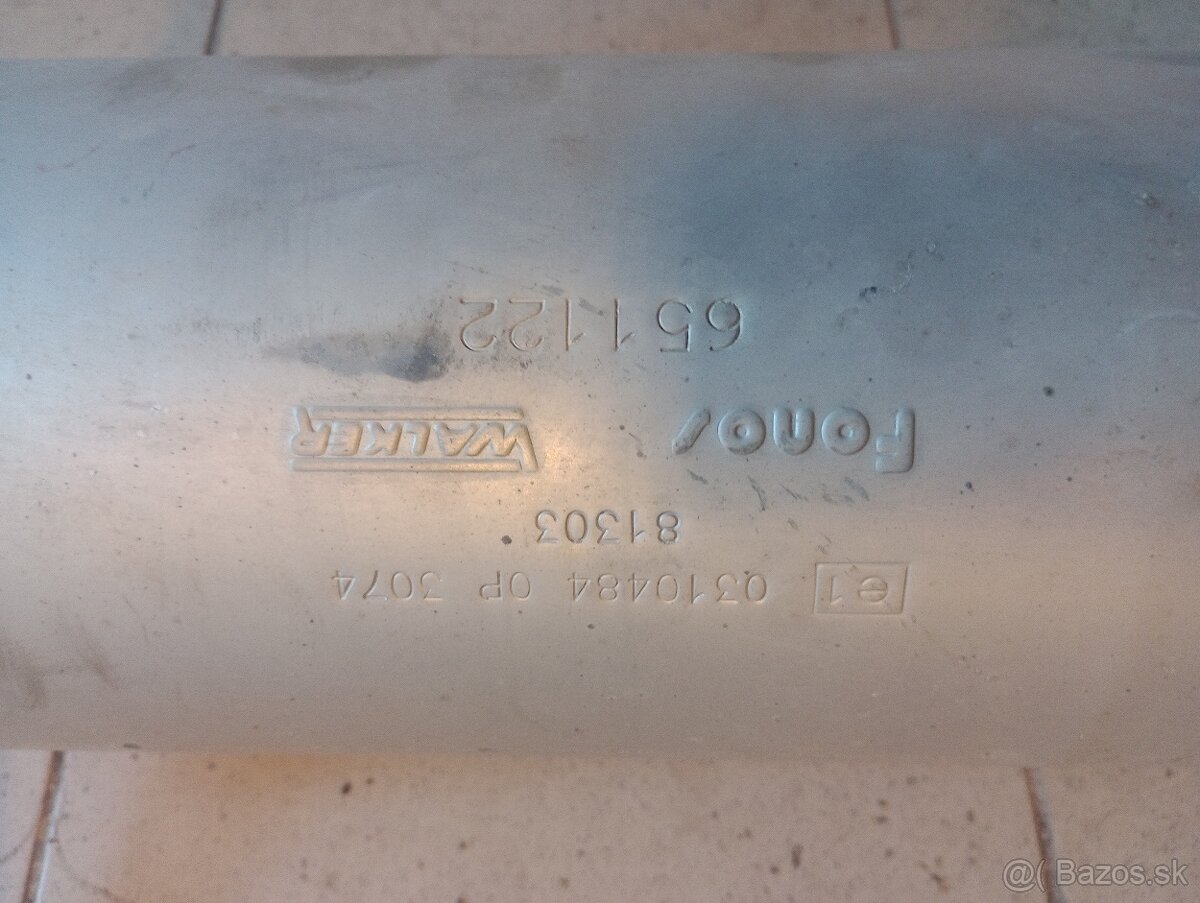 e1 0310484 0P 3074
81303
Fonos WALKER
651122
@( Bazos.sk